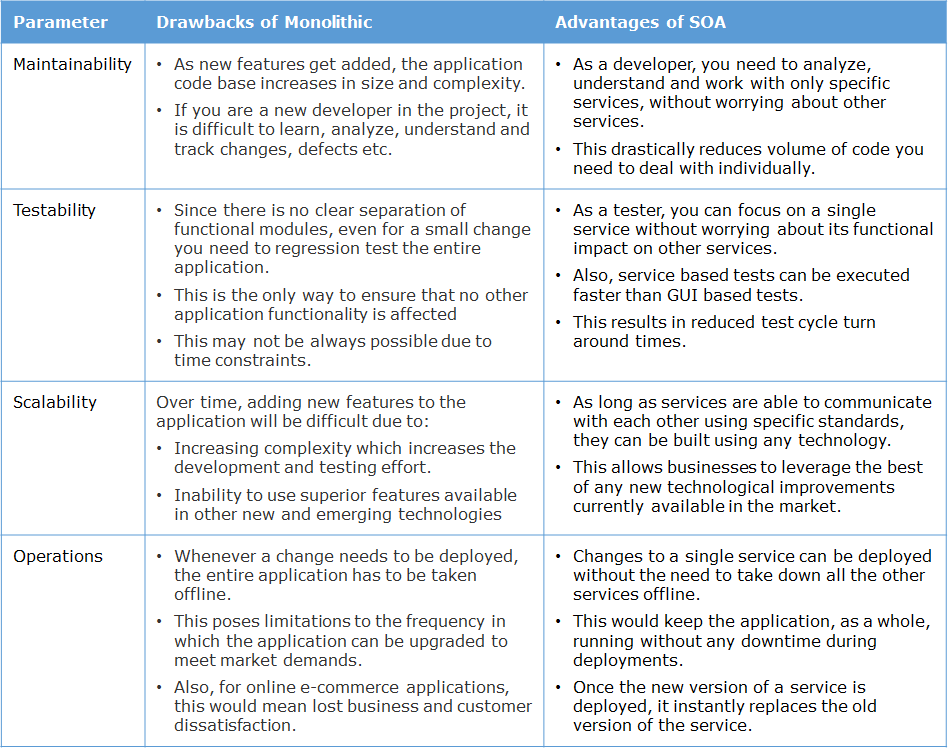 Parameter
Drawbacks of Monolithic
Advantages of SOA
Maintainability
• As new features get added, the application
code base increases in size and complexity.
• If you are a new developer in the project, it
is difficult to learn, analyze, understand and
track changes, defects etc.
• As a developer, you need to analyze,
understand and work with only specific
services, without worrying about other
services.
• This drastically reduces volume of code you
need to deal with individually.
Testability
• Since there is no clear separation of
functional modules, even for a small change
you need to regression test the entire
application.
• This is the only way to ensure that no other
application functionality is affected
• This may not be always possible due to
time constraints.
• As a tester, you can focus on a single
service without worrying about its functional
impact on other services.
• Also, service based tests can be executed
faster than GUI based tests.
• This results in reduced test cycle turn
around times.
Scalability
Over time, adding new features to the
application will be difficult due to:
• Increasing complexity which increases the
development and testing effort.
• Inability to use superior features available
in other new and emerging technologies
• As long as services are able to communicate
with each other using specific standards,
they can be built using any technology.
• This allows businesses to leverage the best
of any new technological improvements
currently available in the market.
Operations
• Whenever a change needs to be deployed,
the entire application has to be taken
offline.
• This poses limitations to the frequency in
which the application can be upgraded to
meet market demands.
• Also, for online e-commerce applications,
this would mean lost business and customer
dissatisfaction.
• Changes to a single service can be deployed
without the need to take down all the other
services offline.
• This would keep the application, as a whole,
running without any downtime during
deployments.
• Once the new version of a service is
deployed, it instantly replaces the old
version of the service.